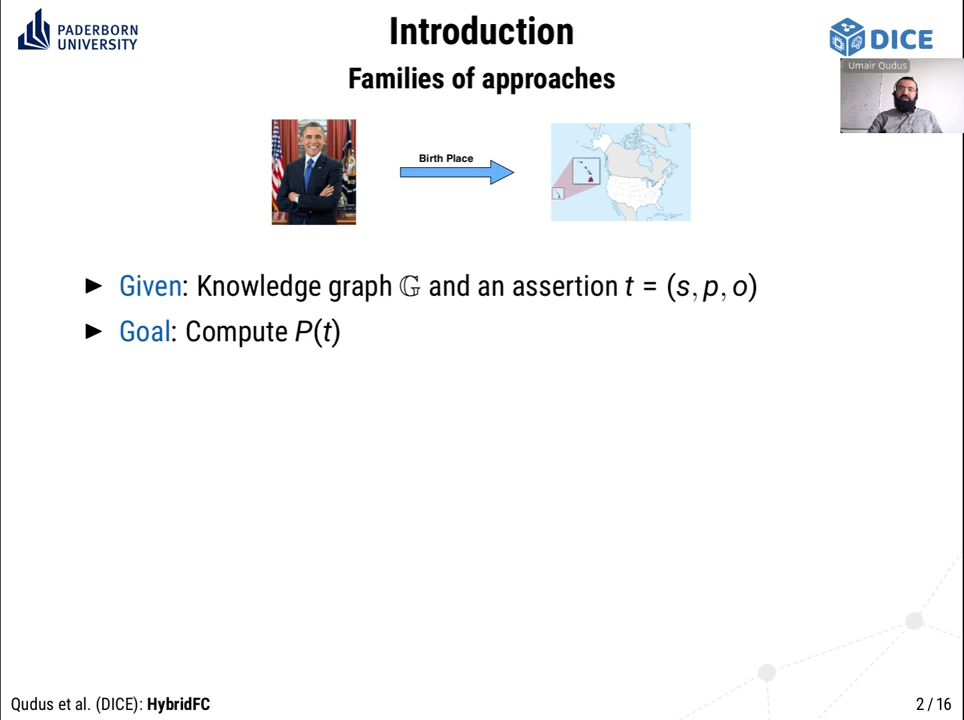 PADERBORN
UNIVERSITY
Introduction
DICE
Families of approaches
Umair Qudus
Birth Place
► Given: Knowledge graph 𝔾 and an assertion t = (s, p, o)
► Goal: Compute P(t)
Qudus et al. (DICE): HybridFC
2 / 16